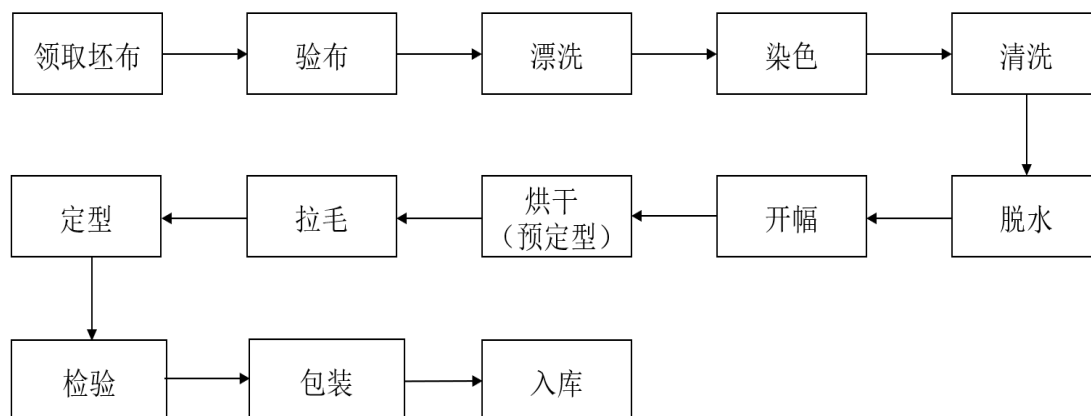 领取坯布
验布
漂洗
染色
清洗
定型
拉毛
烘干
（预定型）
开幅
脱水
检验
包装
入库